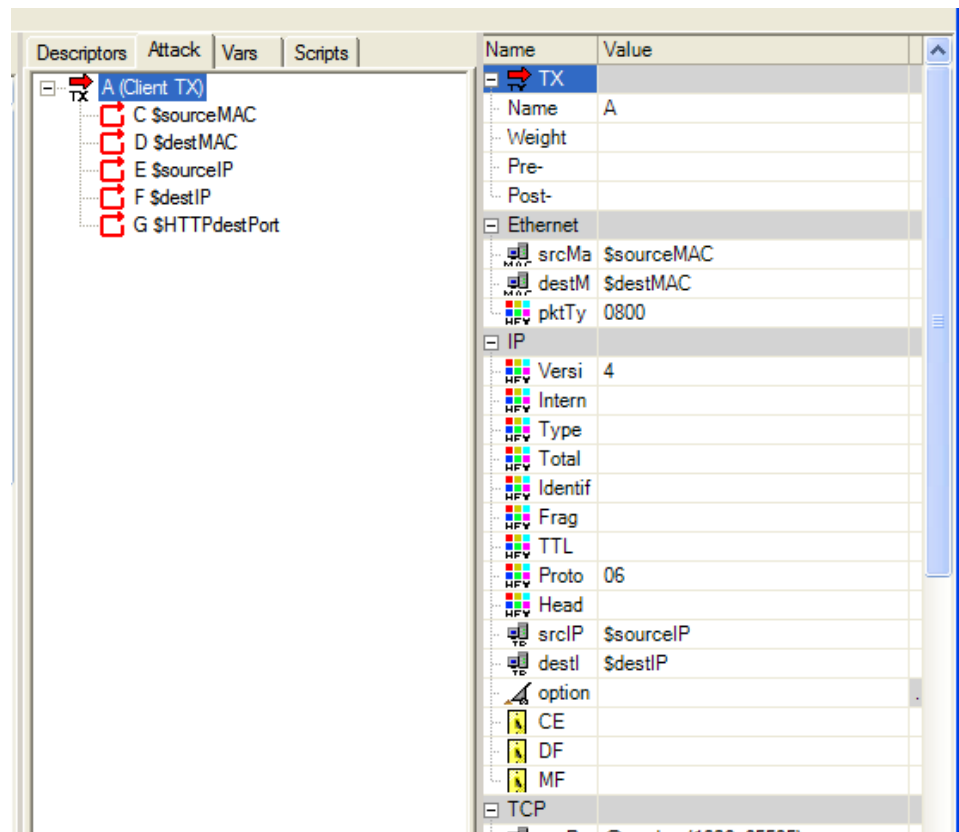 Descriptors Attack Vars Scripts
A (Client TX)
C $sourceMAC
D $destMAC
E $sourceIP
F $destIP
G $HTTPdestPort
Name Value
TX
Name A
Weight
Pre-
Post-
Ethernet
srcMa $sourceMAC
destM $destMAC
pktTy 0800
IP
Versi 4
Intern
Type
Total
Identif
Frag
TTL
Proto 06
Head
srcIP $sourceIP
destI $destIP
option
CE
DF
MF
TCP